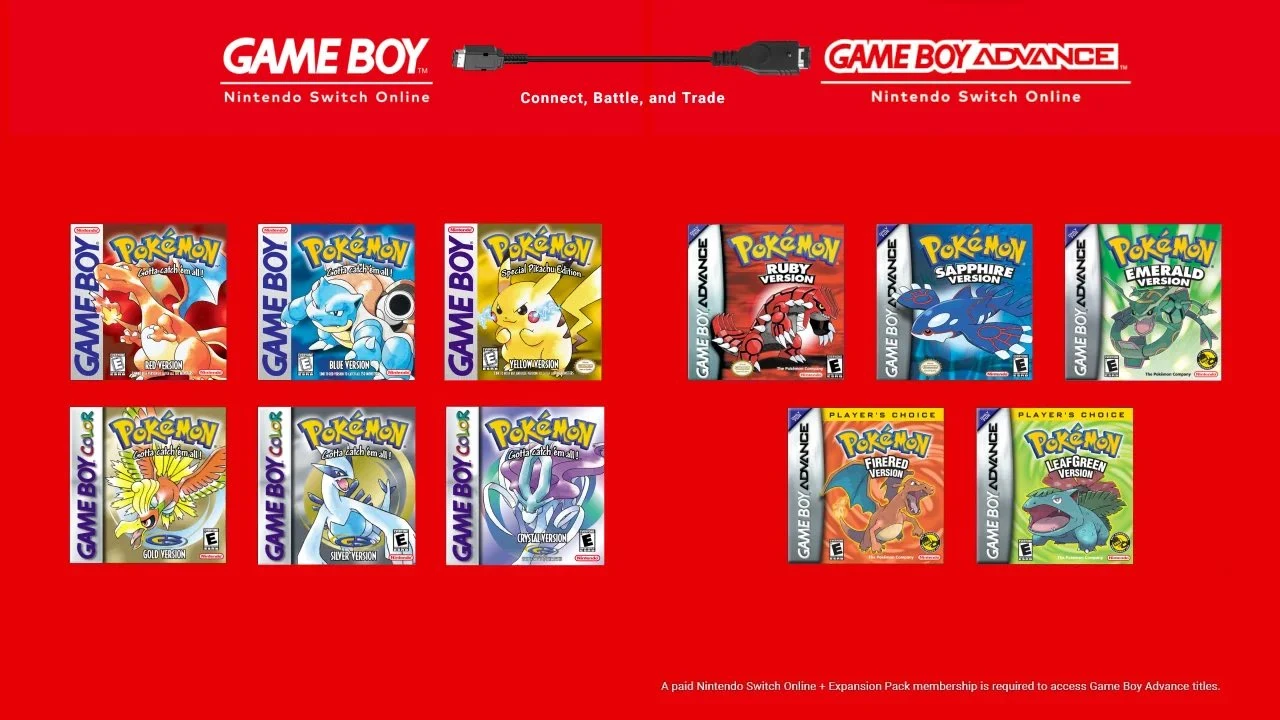 GAME BOY™
Nintendo Switch Online
Connect, Battle, and Trade
GAME BOY ADVANCE™
Nintendo Switch Online
Nintendo
GAME BOY
POKéMON
Gotta catch 'em all!
RED VERSION
E
Nintendo
GAME BOY
POKéMON
Gotta catch 'em all!
BLUE VERSION
E
Nintendo
GAME BOY
POKéMON
Special Pikachu Edition
YELLOW VERSION
E
GAME BOY ADVANCE
POKéMON
RUBY
VERSION
The Pokémon Company
Nintendo
E
GAME BOY ADVANCE
POKéMON
SAPPHIRE
VERSION
Nintendo
E
GAME BOY ADVANCE
POKéMON
EMERALD
VERSION
E
The Pokémon Company
Nintendo
GAME BOY COLOR
POKéMON
Gotta catch 'em all!
GOLD VERSION
E
Nintendo
GAME BOY COLOR
POKéMON
Gotta catch 'em all!
SILVER VERSION
E
Nintendo
GAME BOY COLOR
POKéMON
Gotta catch 'em all!
CRYSTAL VERSION
E
Nintendo
PLAYER'S CHOICE
GAME BOY ADVANCE
POKéMON
FIRERED
VERSION
E
The Pokémon Company
Nintendo
PLAYER'S CHOICE
GAME BOY ADVANCE
POKéMON
LEAFGREEN
VERSION
E
The Pokémon Company
Nintendo
A paid Nintendo Switch Online + Expansion Pack membership is required to access Game Boy Advance titles.